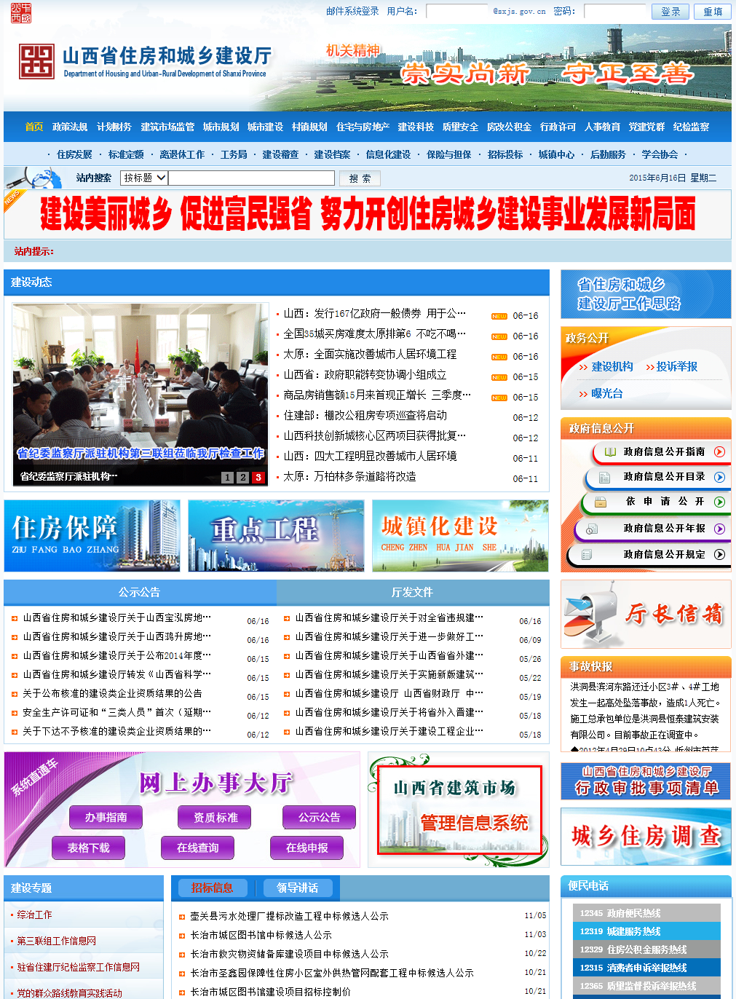 山西
中國
邮件系统登录 用户名： @sxjs.gov.cn 密码： 登录 重填
山西省住房和城乡建设厅
Department of Housing and Urban-Rural Development of Shanxi Province
机关精神
崇实尚新 守正至善
首页 政策法规 计划财务 建筑市场监管 城市规划 城市建设 村镇规划 住宅与房地产 建设科技 质量安全 房改公积金 行政许可 人事教育 党建党群 纪检监察
· 住房发展 · 标准定额 · 离退休工作 · 工务局 · 建设稽查 · 建设档案 · 信息化建设 · 保险与担保 · 招标投标 · 城镇中心 · 后勤服务 · 学会协会 ·
站内搜索 按标题 搜 索 2015年6月16日 星期二
NEWS
建设美丽城乡 促进富民强省 努力开创住房城乡建设事业发展新局面
站内提示：
建设动态
省纪委监察厅派驻机构第三联组莅临我厅检查工作
省纪委监察厅派驻机构… 1 2 3
山西：发行167亿政府一般债券 用于公… NEW 06-16
全国35城买房难度太原排第6 不吃不喝… NEW 06-16
太原：全面实施改善城市人居环境工程 NEW 06-16
山西省：政府职能转变协调小组成立 NEW 06-15
商品房销售额15月来首现正增长 三季度… NEW 06-15
住建部：棚改公租房专项巡查将启动 06-12
山西科技创新城核心区两项目获得批复… 06-12
山西：四大工程明显改善城市人居环境 06-11
太原：万柏林多条道路将改造 06-11
省住房和城乡
建设厅工作思路
政务公开
建设机构 投诉举报
曝光台
政府信息公开
政府信息公开指南
政府信息公开目录
依 申 请 公 开
政府信息公开年报
政府信息公开规定
住房保障
ZHU FANG BAO ZHANG
重点工程
城镇化建设
CHENG ZHEN HUA JIAN SHE
公示公告
山西省住房和城乡建设厅关于山西宝泓房地… 06/16
山西省住房和城乡建设厅关于山西鸿升房地… 06/16
山西省住房和城乡建设厅关于公布2014年度… 06/15
山西省住房和城乡建设厅转发《山西省科学… 06/15
关于公布核准的建设类企业资质结果的公告 06/15
安全生产许可证和“三类人员”首次（延期… 06/12
关于下达不予核准的建设类企业资质结果的… 06/12
厅发文件
山西省住房和城乡建设厅关于对全省违规建… 06/16
山西省住房和城乡建设厅关于进一步做好工… 06/09
山西省住房和城乡建设厅关于山西省省外建… 05/26
山西省住房和城乡建设厅关于实施新版建筑… 05/22
山西省住房和城乡建设厅 山西省财政厅 中… 05/19
山西省住房和城乡建设厅关于将省外入晋建… 05/18
山西省住房和城乡建设厅关于建设工程企业… 05/18
厅长信箱
事故快报
洪洞县滨河东路还迁小区3#、4#工地
发生一起高处坠落事故，造成1人死亡。
施工总承包单位是洪洞县恒泰建筑安装
有限公司。目前事故正在调查中。
◆2012年4月29日10点43分
系统直通车
网上办事大厅
办事指南 资质标准 公示公告
表格下载 在线查询 在线申报
山西省建筑市场
管理信息系统
山西省住房和城乡建设厅
行政审批事项清单
城乡住房调查
建设专题
综治工作
第三联组工作信息网
驻省住建厅纪检监察工作信息网
党的群众路线教育实践活动
招标信息 领导讲话
壶关县污水处理厂提标改造工程中标候选人公示 11/05
长治市城区图书馆中标候选人公示 11/03
长治市救灾物资储备库建设项目中标候选人公示 10/22
长治市圣鑫园保障性住房小区室外供热管网配套工程中标候选人公示 10/21
长治市城区图书馆建设项目招标控制价 10/21
便民电话
12345 政府便民热线
12319 城建服务热线
12329 住房公积金服务热线
12315 消费者申诉举报热线
12365 质量监督投诉举报热线